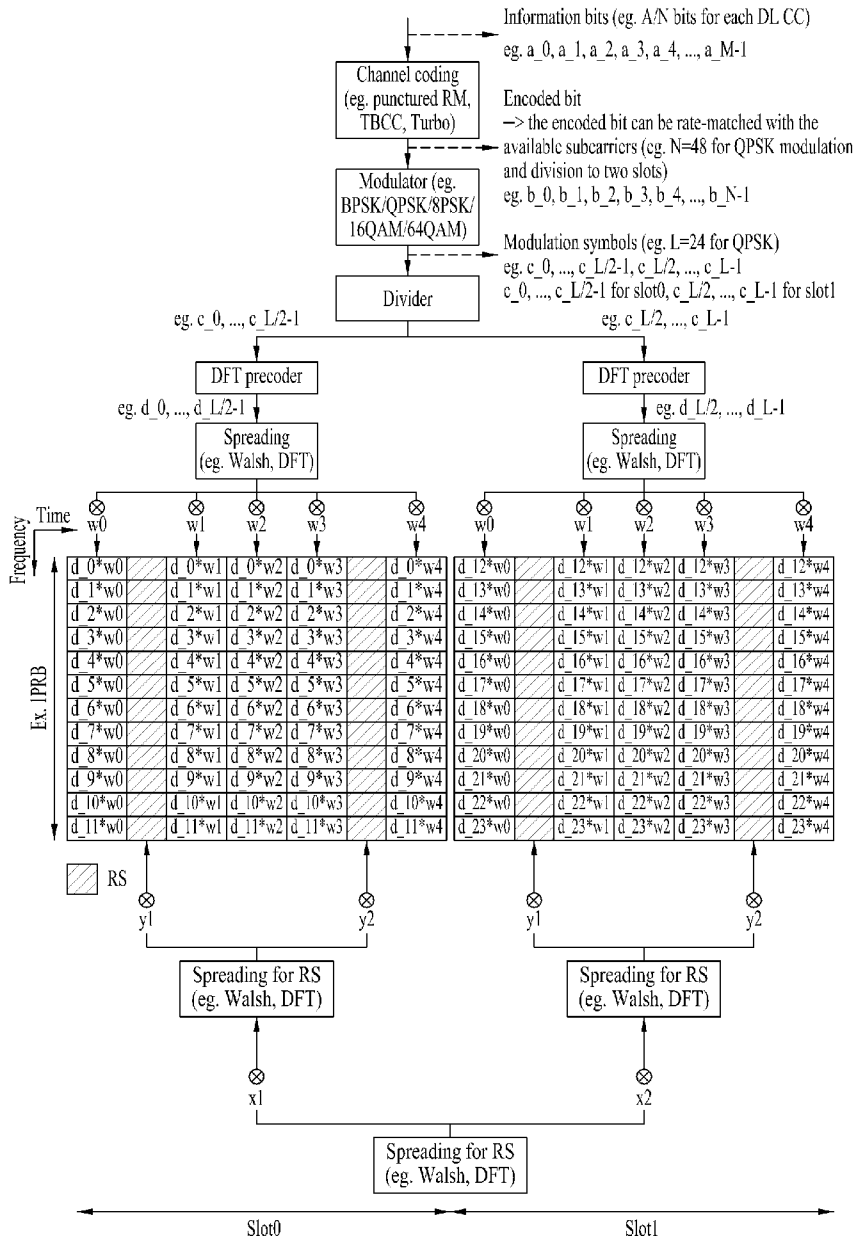 Information bits (eg. A/N bits for each DL CC)
eg. a_0, a_1, a_2, a_3, a_4, ..., a_M-1
Channel coding
(eg. punctured RM,
TBCC, Turbo)
Encoded bit
–> the encoded bit can be rate-matched with the
available subcarriers (eg. N=48 for QPSK modulation
and division to two slots)
eg. b_0, b_1, b_2, b_3, b_4, ..., b_N-1
Modulator (eg.
BPSK/QPSK/8PSK/
16QAM/64QAM)
Modulation symbols (eg. L=24 for QPSK)
eg. c_0, ..., c_L/2-1, c_L/2, ..., c_L-1
c_0, ..., c_L/2-1 for slot0, c_L/2, ..., c_L-1 for slot1
Divider
eg. c_0, ..., c_L/2-1
eg. c_L/2, ..., c_L-1
DFT precoder
DFT precoder
eg. d_0, ..., d_L/2-1
eg. d_L/2, ..., d_L-1
Spreading
(eg. Walsh, DFT)
Spreading
(eg. Walsh, DFT)
Frequency
Time
w0 w1 w2 w3 w4 w0 w1 w2 w3 w4
Ex. 1PRB
d_0*w0 d_0*w1 d_0*w2 d_0*w3 d_0*w4 d_12*w0 d_12*w1 d_12*w2 d_12*w3 d_12*w4
d_1*w0 d_1*w1 d_1*w2 d_1*w3 d_1*w4 d_13*w0 d_13*w1 d_13*w2 d_13*w3 d_13*w4
d_2*w0 d_2*w1 d_2*w2 d_2*w3 d_2*w4 d_14*w0 d_14*w1 d_14*w2 d_14*w3 d_14*w4
d_3*w0 d_3*w1 d_3*w2 d_3*w3 d_3*w4 d_15*w0 d_15*w1 d_15*w2 d_15*w3 d_15*w4
d_4*w0 d_4*w1 d_4*w2 d_4*w3 d_4*w4 d_16*w0 d_16*w1 d_16*w2 d_16*w3 d_16*w4
d_5*w0 d_5*w1 d_5*w2 d_5*w3 d_5*w4 d_17*w0 d_17*w1 d_17*w2 d_17*w3 d_17*w4
d_6*w0 d_6*w1 d_6*w2 d_6*w3 d_6*w4 d_18*w0 d_18*w1 d_18*w2 d_18*w3 d_18*w4
d_7*w0 d_7*w1 d_7*w2 d_7*w3 d_7*w4 d_19*w0 d_19*w1 d_19*w2 d_19*w3 d_19*w4
d_8*w0 d_8*w1 d_8*w2 d_8*w3 d_8*w4 d_20*w0 d_20*w1 d_20*w2 d_20*w3 d_20*w4
d_9*w0 d_9*w1 d_9*w2 d_9*w3 d_9*w4 d_21*w0 d_21*w1 d_21*w2 d_21*w3 d_21*w4
d_10*w0 d_10*w1 d_10*w2 d_10*w3 d_10*w4 d_22*w0 d_22*w1 d_22*w2 d_22*w3 d_22*w4
d_11*w0 d_11*w1 d_11*w2 d_11*w3 d_11*w4 d_23*w0 d_23*w1 d_23*w2 d_23*w3 d_23*w4
RS
y1 y2 y1 y2
Spreading for RS
(eg. Walsh, DFT)
Spreading for RS
(eg. Walsh, DFT)
x1 x2
Spreading for RS
(eg. Walsh, DFT)
Slot0 Slot1